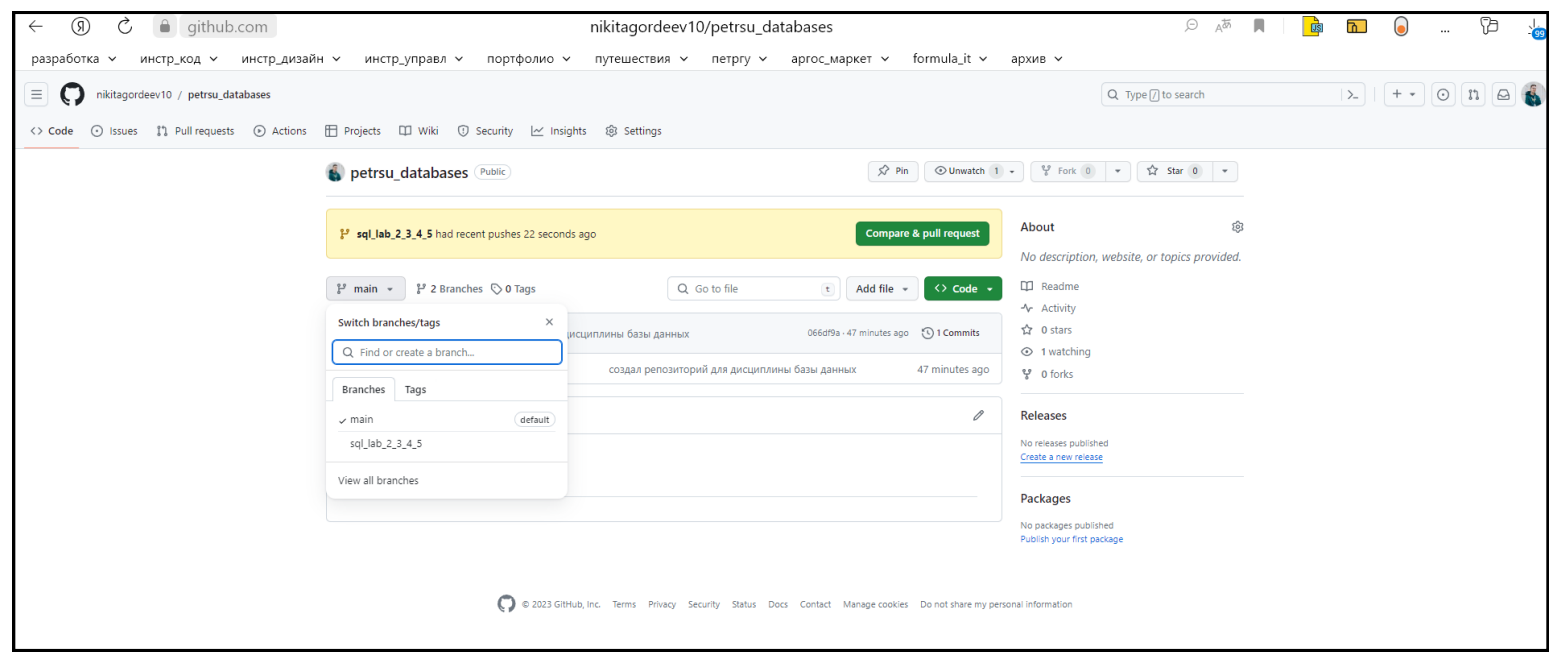 Я github.com nikitagordeev10/petrsu_databases ... 99
разработка инстр_код инстр_дизайн инстр_управл портфолио путешествия петргу аргос_маркет formula_it архив
nikitagordeev10 / petrsu_databases Type / to search
Code Issues Pull requests Actions Projects Wiki Security Insights Settings
petrsu_databases Public Pin Unwatch 1 Fork 0 Star 0
sql_lab_2_3_4_5 had recent pushes 22 seconds ago Compare & pull request
main 2 Branches 0 Tags Go to file t Add file Code
Switch branches/tags
Find or create a branch...
Branches Tags
main default
sql_lab_2_3_4_5
View all branches
дисциплины базы данных 066df9a · 47 minutes ago 1 Commits
создал репозиторий для дисциплины базы данных 47 minutes ago
About
No description, website, or topics provided.
Readme
Activity
0 stars
1 watching
0 forks
Releases
No releases published
Create a new release
Packages
No packages published
Publish your first package
© 2023 GitHub, Inc. Terms Privacy Security Status Docs Contact Manage cookies Do not share my personal information